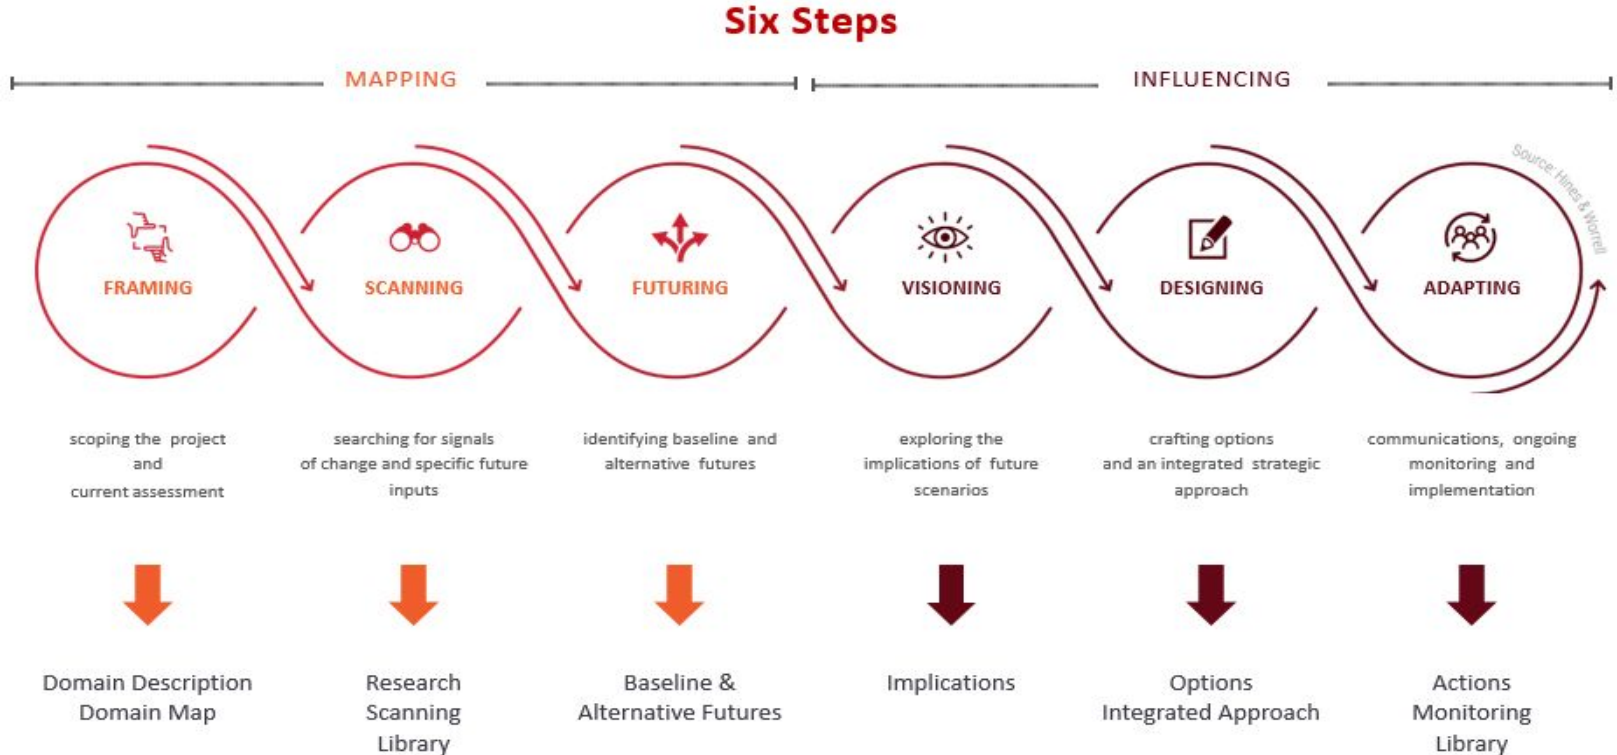 Six Steps
MAPPING
INFLUENCING
Source: Hines & Worrell
FRAMING
SCANNING
FUTURING
VISIONING
DESIGNING
ADAPTING
scoping the project
and
current assessment
searching for signals
of change and specific future
inputs
identifying baseline and
alternative futures
exploring the
implications of future
scenarios
crafting options
and an integrated strategic
approach
communications, ongoing
monitoring and
implementation
Domain Description
Domain Map
Research
Scanning
Library
Baseline &
Alternative Futures
Implications
Options
Integrated Approach
Actions
Monitoring
Library